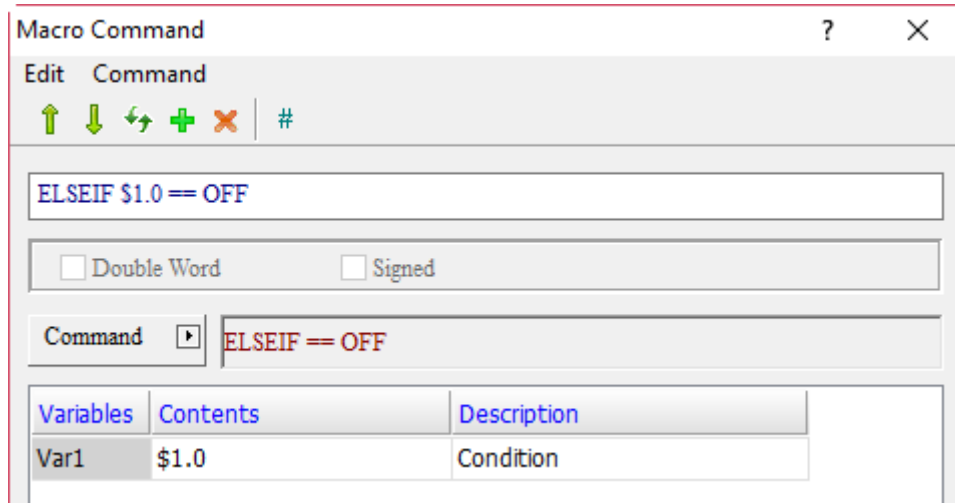 Macro Command ?
Edit Command
#
ELSEIF $1.0 == OFF
Double Word Signed
Command ELSEIF == OFF
Variables Contents Description
Var1 $1.0 Condition